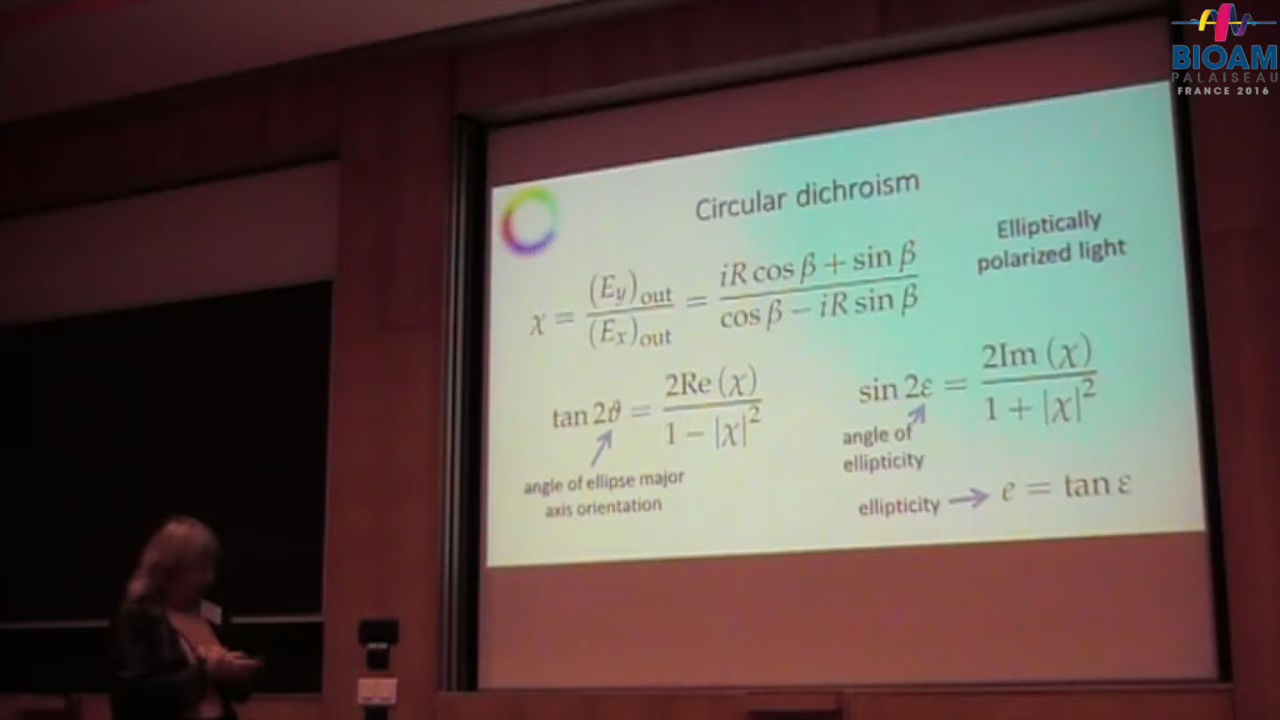 BIOAM
PALAISEAU
FRANCE 2016
Circular dichroism
Elliptically
polarized light
χ = (E_y)_out / (E_x)_out = (iR cos β + sin β) / (cos β − iR sin β)
tan 2ϑ = 2Re (χ) / (1 − |χ|²)
angle of ellipse major
axis orientation
sin 2ε = 2Im (χ) / (1 + |χ|²)
angle of
ellipticity
ellipticity → e = tan ε